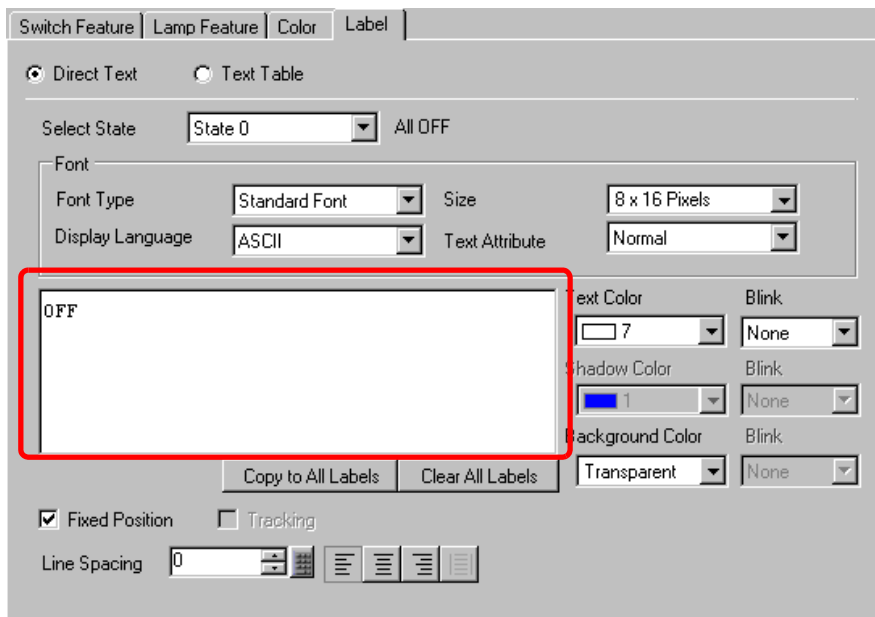 Switch Feature Lamp Feature Color Label
Direct Text Text Table
Select State State 0 All OFF
Font
Font Type Standard Font Size 8 x 16 Pixels
Display Language ASCII Text Attribute Normal
OFF
Text Color Blink
7 None
Shadow Color Blink
1 None
Background Color Blink
Transparent None
Copy to All Labels Clear All Labels
Fixed Position Tracking
Line Spacing 0